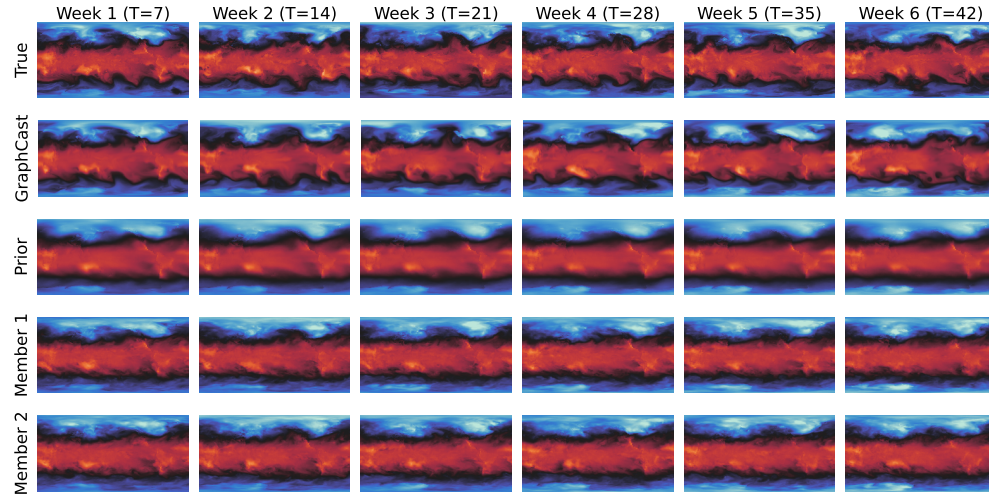 Week 1 (T=7) Week 2 (T=14) Week 3 (T=21) Week 4 (T=28) Week 5 (T=35) Week 6 (T=42)
True
GraphCast
Prior
Member 1
Member 2